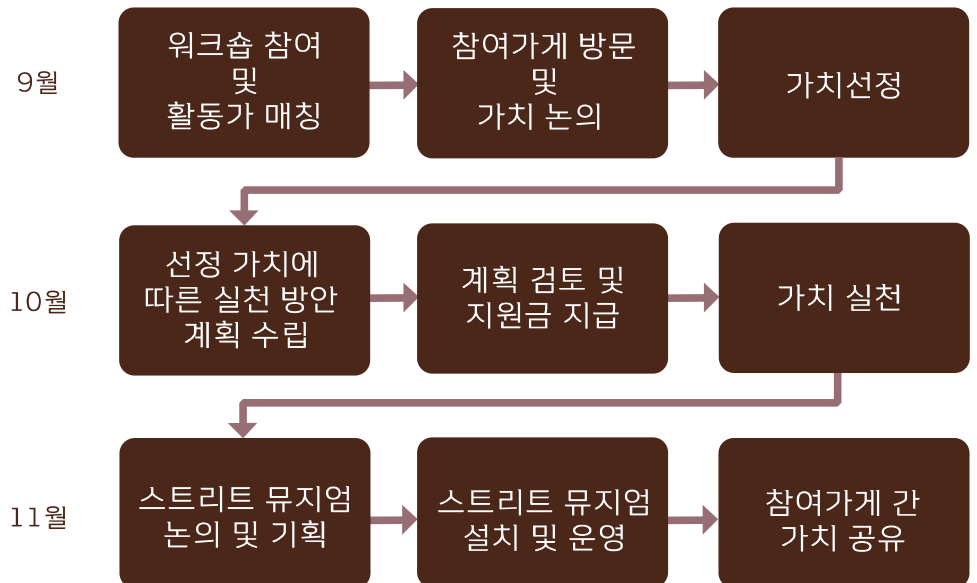 9월
워크숍 참여
및
활동가 매칭
참여가게 방문
및
가치 논의
가치선정
10월
선정 가치에
따른 실천 방안
계획 수립
계획 검토 및
지원금 지급
가치 실천
11월
스트리트 뮤지엄
논의 및 기획
스트리트 뮤지엄
설치 및 운영
참여가게 간
가치 공유